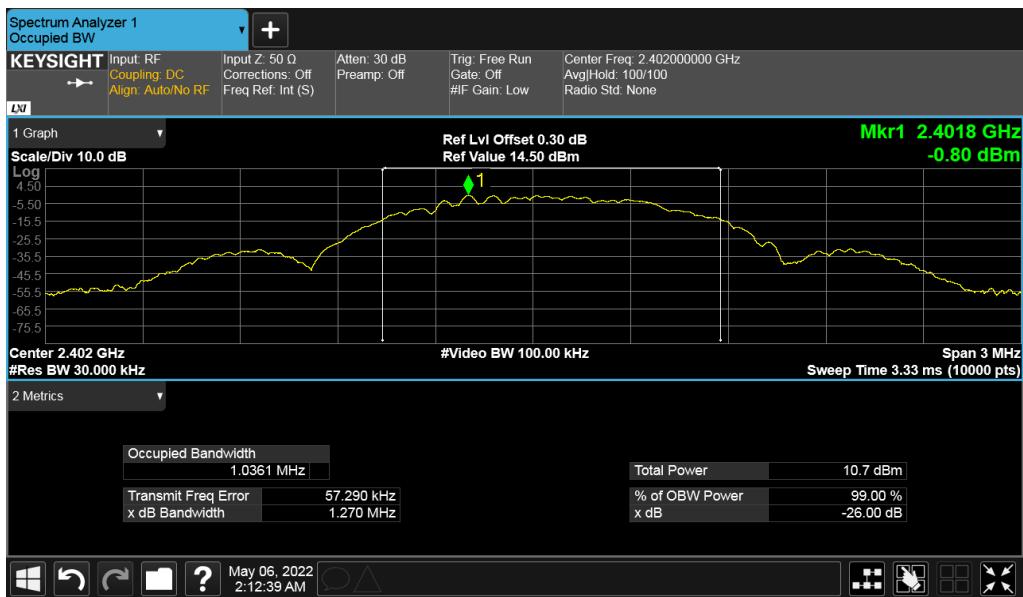 Spectrum Analyzer 1
Occupied BW
+
KEYSIGHT
LXI
Input: RF
Coupling: DC
Align: Auto/No RF
Input Z: 50 Ω
Corrections: Off
Freq Ref: Int (S)
Atten: 30 dB
Preamp: Off
Trig: Free Run
Gate: Off
#IF Gain: Low
Center Freq: 2.402000000 GHz
Avg|Hold: 100/100
Radio Std: None
1 Graph
Scale/Div 10.0 dB
Ref Lvl Offset 0.30 dB
Ref Value 14.50 dBm
Mkr1 2.4018 GHz
-0.80 dBm
Log
4.50
-5.50
-15.5
-25.5
-35.5
-45.5
-55.5
-65.5
-75.5
1
Center 2.402 GHz
#Res BW 30.000 kHz
#Video BW 100.00 kHz
Span 3 MHz
Sweep Time 3.33 ms (10000 pts)
2 Metrics
Occupied Bandwidth
1.0361 MHz
Transmit Freq Error 57.290 kHz
x dB Bandwidth 1.270 MHz
Total Power 10.7 dBm
% of OBW Power 99.00 %
x dB -26.00 dB
?
May 06, 2022
2:12:39 AM